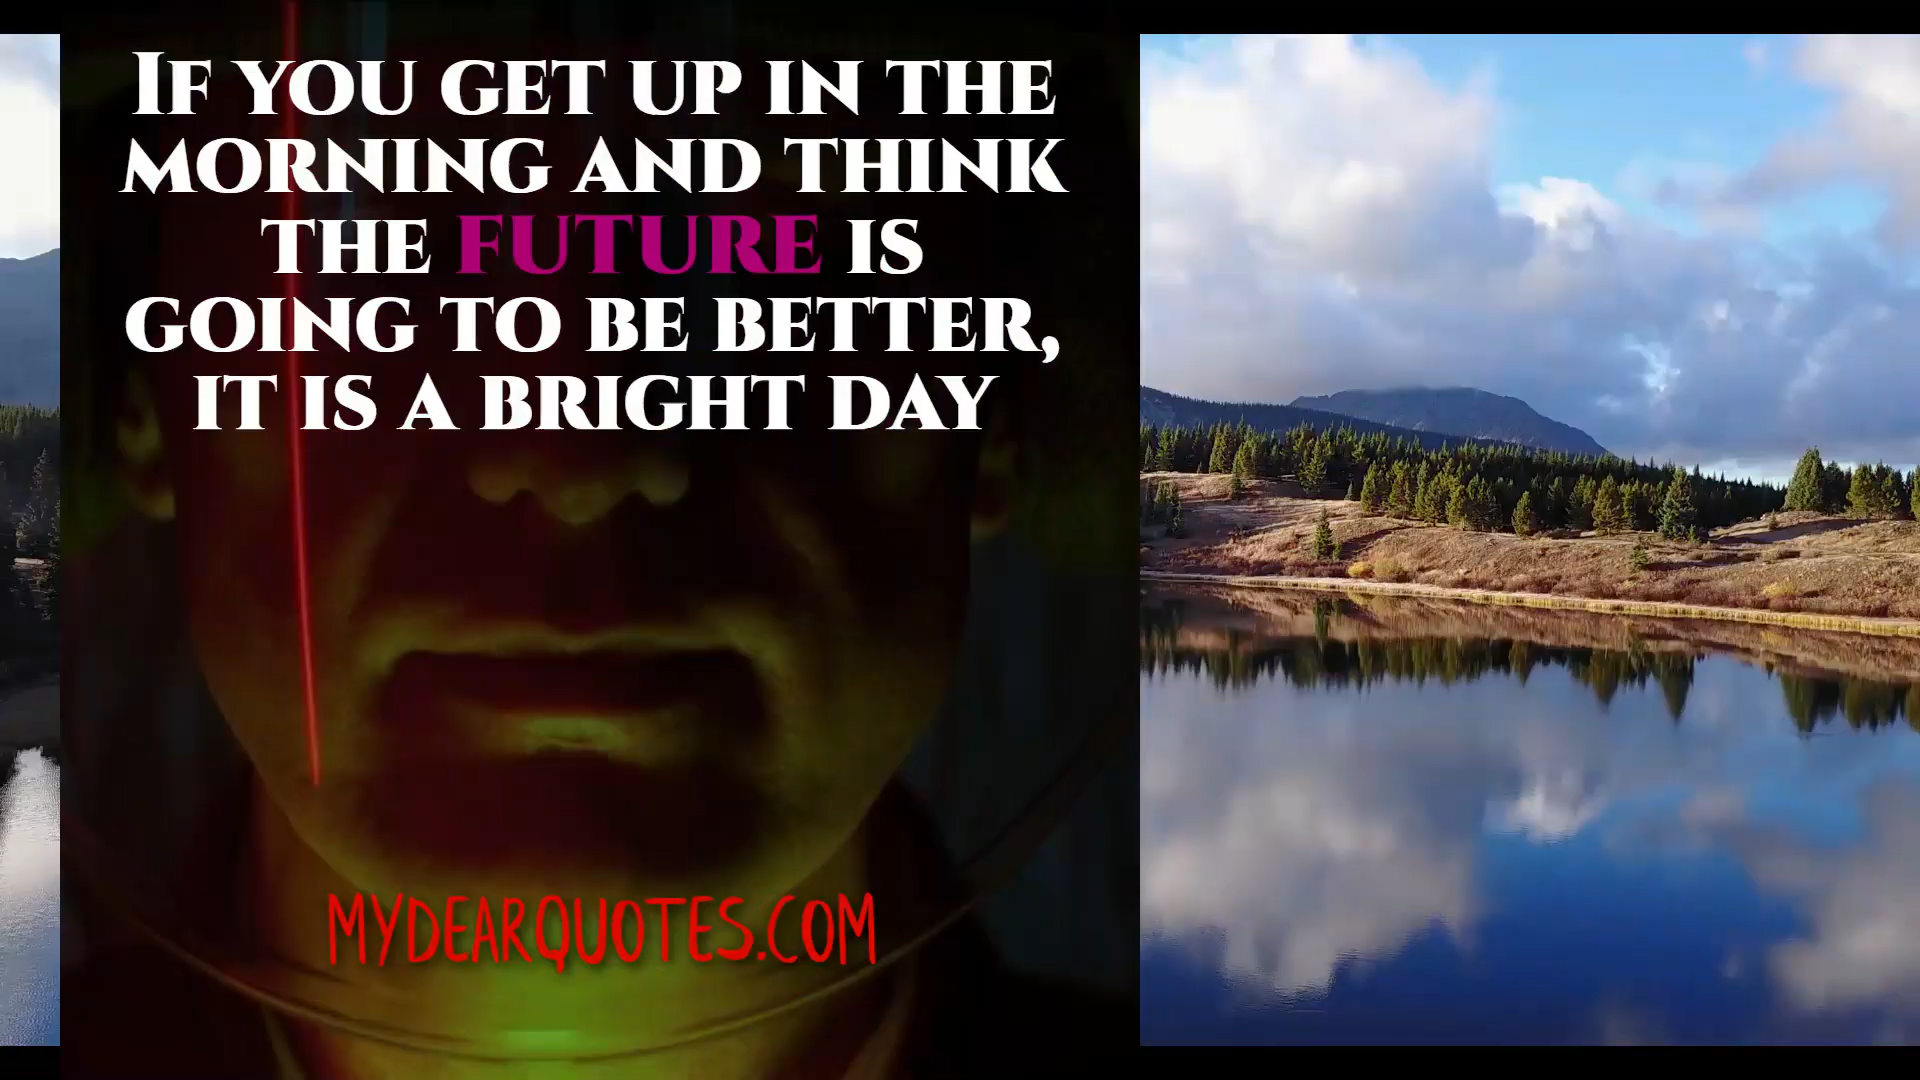 If you get up in the
morning and think
the future is
going to be better,
it is a bright day
MYDEARQUOTES.COM